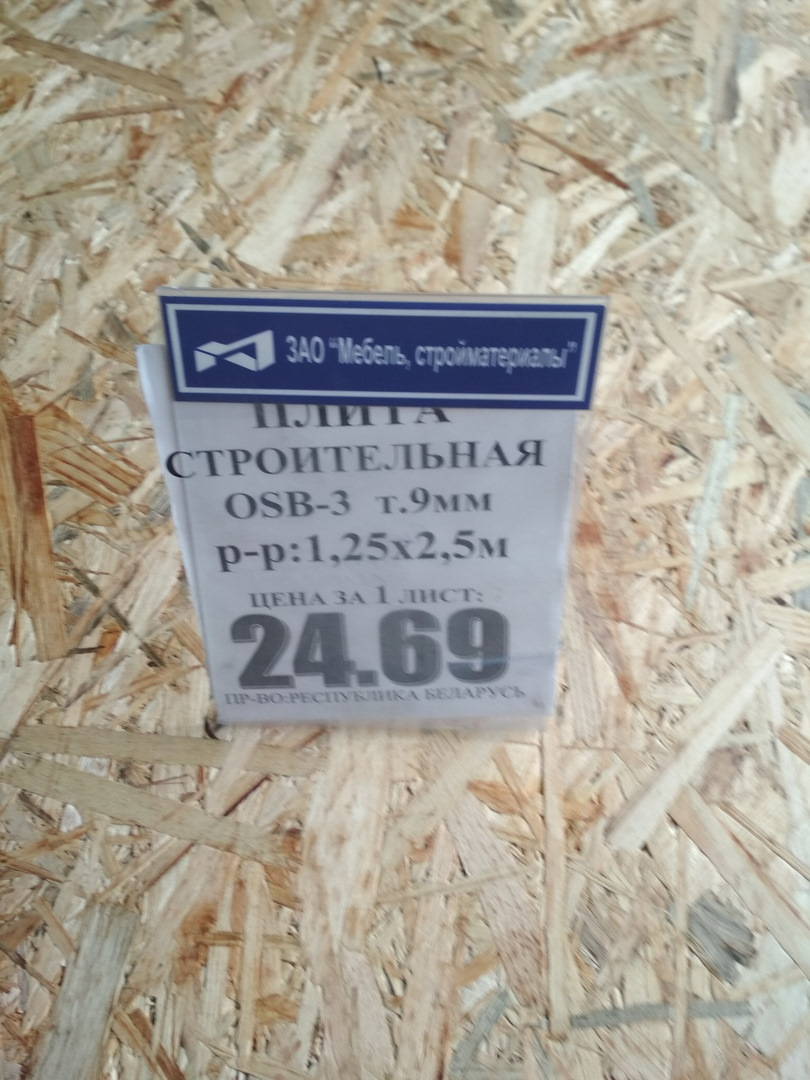 ЗАО "Мебель, стройматериалы"
ПЛИТА
СТРОИТЕЛЬНАЯ
OSB-3 т.9мм
р-р:1,25х2,5м
ЦЕНА ЗА 1 ЛИСТ:
24.69
ПР-ВО:РЕСПУБЛИКА БЕЛАРУСЬ